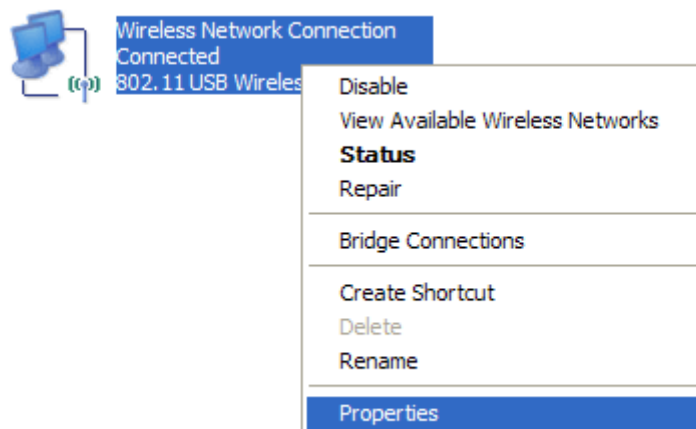 Wireless Network Connection
Connected
802.11 USB Wireles
Disable
View Available Wireless Networks
Status
Repair
Bridge Connections
Create Shortcut
Delete
Rename
Properties